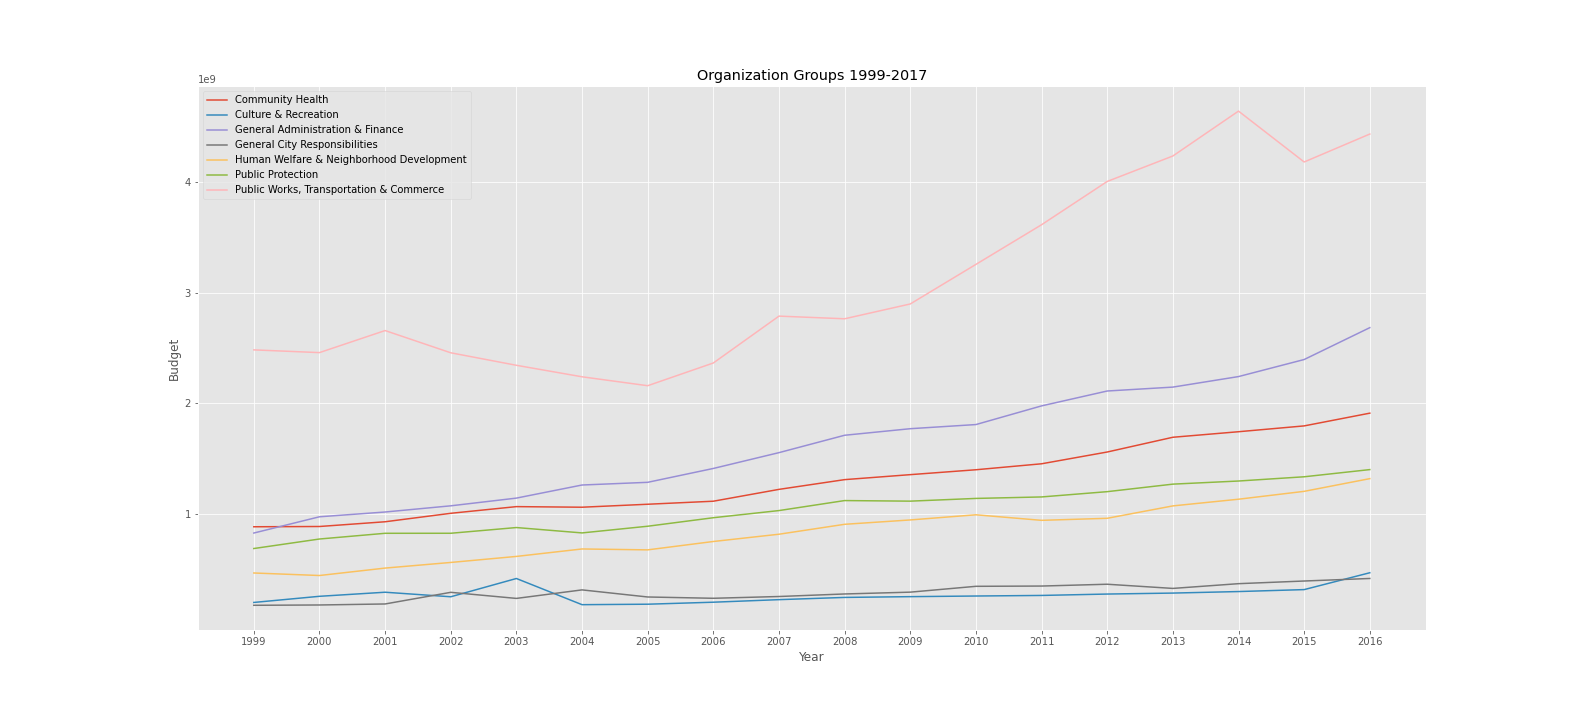 Organization Groups 1999-2017
1e9
Community Health
Culture & Recreation
General Administration & Finance
General City Responsibilities
Human Welfare & Neighborhood Development
Public Protection
Public Works, Transportation & Commerce
4
3
2
1
Budget
1999 2000 2001 2002 2003 2004 2005 2006 2007 2008 2009 2010 2011 2012 2013 2014 2015 2016
Year